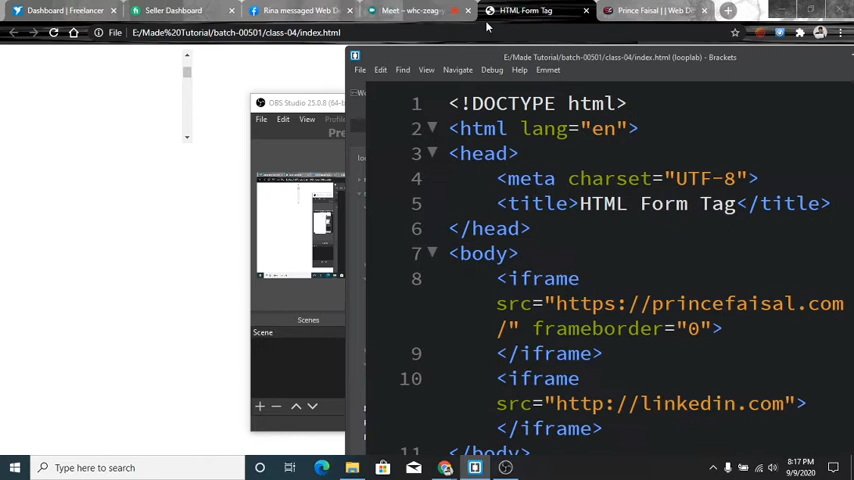 Dashboard | Freelancer
Seller Dashboard
Rina messaged Web D
Meet – whc-zeag-
HTML Form Tag
Prince Faisal || Web D
File E:/Made%20Tutorial/batch-00501/class-04/index.html
E:/Made Tutorial/batch-00501/class-04/index.html (looplab) - Brackets
File Edit Find View Navigate Debug Help Emmet
OBS Studio 25.0.8 (64-b
File Edit View Profile
Pre
Scenes
Scene
1 <!DOCTYPE html>
2 <html lang="en">
3 <head>
4 <meta charset="UTF-8">
5 <title>HTML Form Tag</title>
6 </head>
7 <body>
8 <iframe
src="https://princefaisal.com
/" frameborder="0">
9 </iframe>
10 <iframe
src="http://linkedin.com">
</iframe>
11 </body>
Type here to search
8:17 PM
9/9/2020